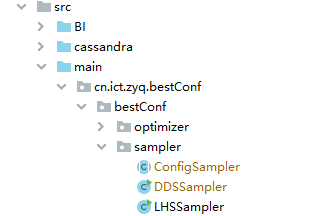 src
BI
cassandra
main
cn.ict.zyq.bestConf
bestConf
optimizer
sampler
ConfigSampler
DDSSampler
LHSSampler